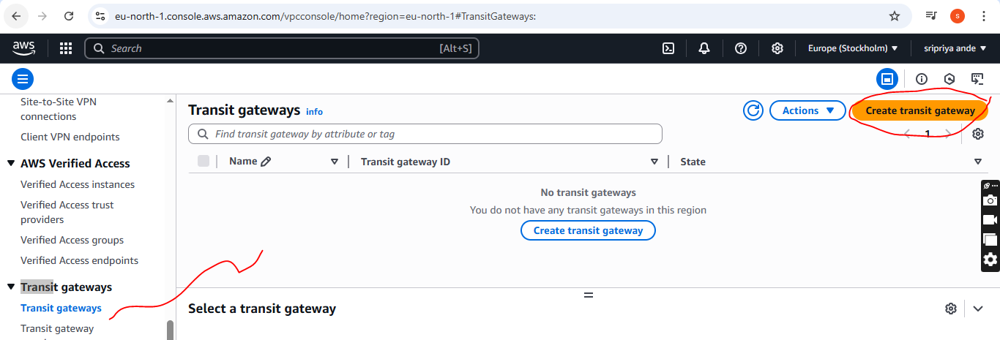 eu-north-1.console.aws.amazon.com/vpcconsole/home?region=eu-north-1#TransitGateways:
s
aws
Search
[Alt+S]
Europe (Stockholm)
sripriya ande
Site-to-Site VPN
connections
Client VPN endpoints
AWS Verified Access
Verified Access instances
Verified Access trust
providers
Verified Access groups
Verified Access endpoints
Transit gateways
Transit gateways
Transit gateway
Transit gateways
info
Actions
Create transit gateway
Find transit gateway by attribute or tag
1
Name
Transit gateway ID
State
No transit gateways
You do not have any transit gateways in this region
Create transit gateway
Select a transit gateway